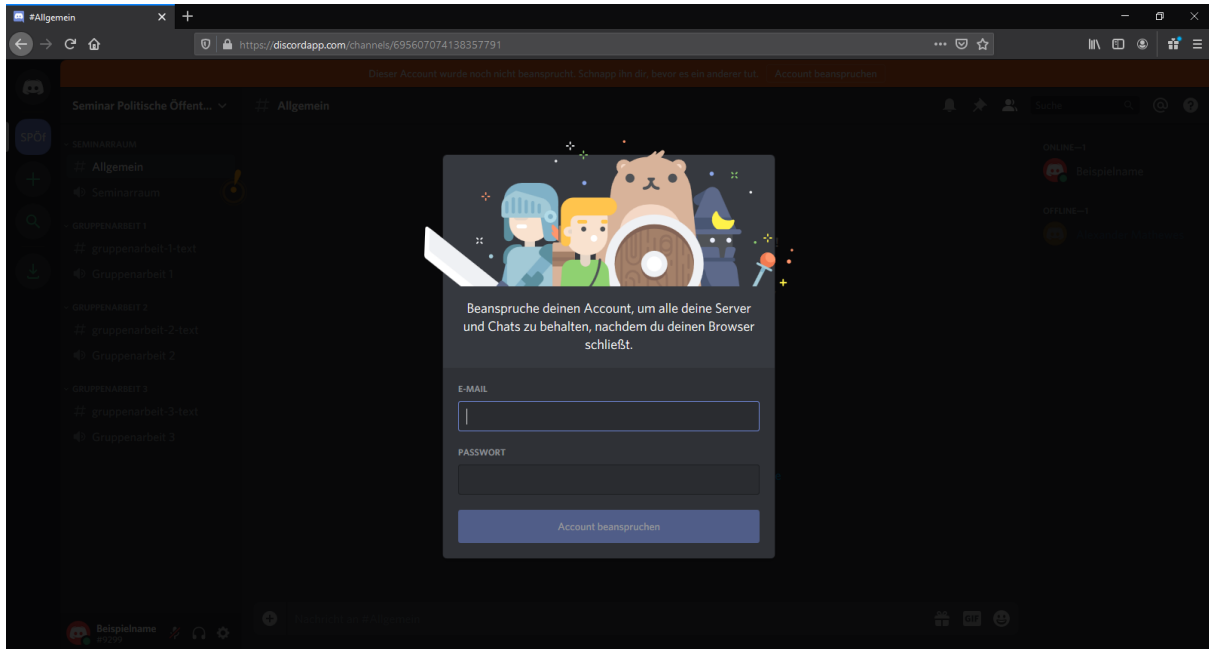 #Allgemein
https://discordapp.com/channels/695607074138357791
Dieser Account wurde noch nicht beansprucht. Schnapp ihn dir, bevor es ein anderer tut. Account beanspruchen
Seminar Politische Öffent...
# Allgemein
Suche
SPÖI
SEMINARRAUM
# Allgemein
Seminarraum
GRUPPENARBEIT 1
# gruppenarbeit-1-text
Gruppenarbeit 1
GRUPPENARBEIT 2
# gruppenarbeit-2-text
Gruppenarbeit 2
GRUPPENARBEIT 3
# gruppenarbeit-3-text
Gruppenarbeit 3
Beanspruche deinen Account, um alle deine Server
und Chats zu behalten, nachdem du deinen Browser
schließt.
E-MAIL
PASSWORT
Account beanspruchen
ONLINE—1
Beispielname
OFFLINE—1
Nachricht an #Allgemein
GIF
Beispielname
#9299